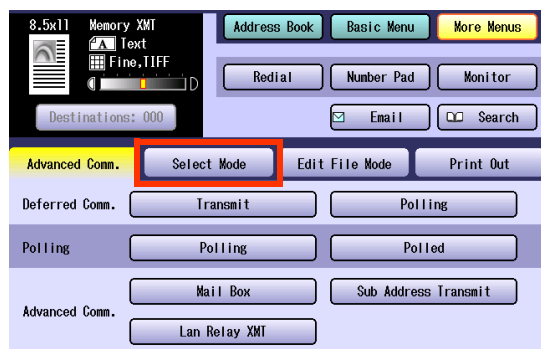 8.5x11 Memory XMT
A Text
Fine,TIFF
D
Destinations: 000
Address Book Basic Menu More Menus
Redial Number Pad Monitor
Email Search
Advanced Comm. Select Mode Edit File Mode Print Out
Deferred Comm. Transmit Polling
Polling Polling Polled
Advanced Comm. Mail Box Sub Address Transmit
Lan Relay XMT